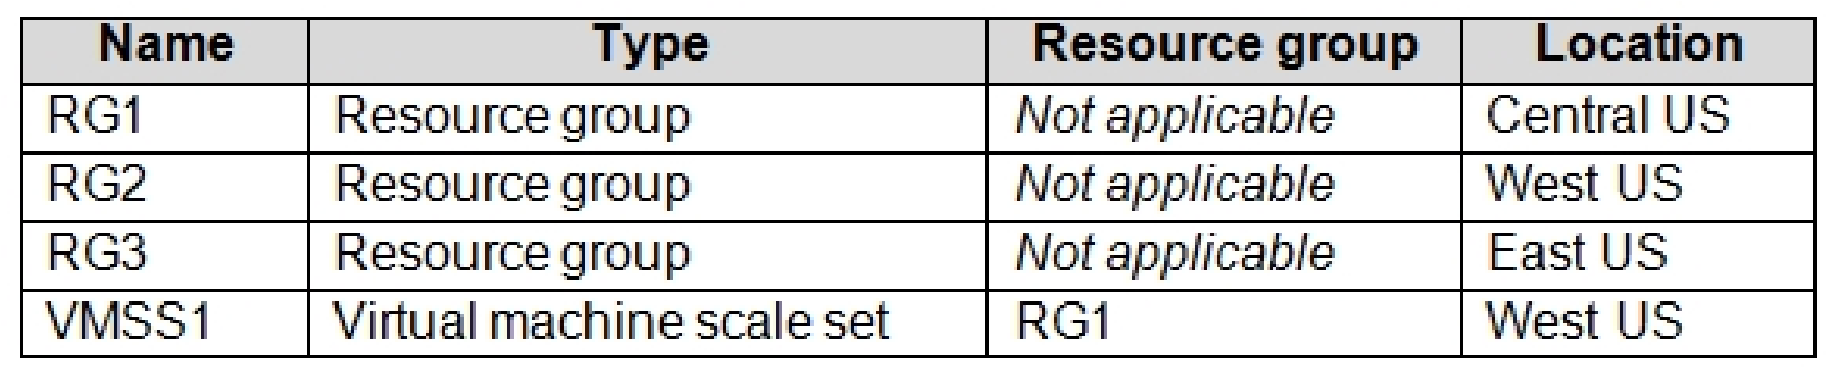 Name Type Resource group Location
RG1 Resource group Not applicable Central US
RG2 Resource group Not applicable West US
RG3 Resource group Not applicable East US
VMSS1 Virtual machine scale set RG1 West US